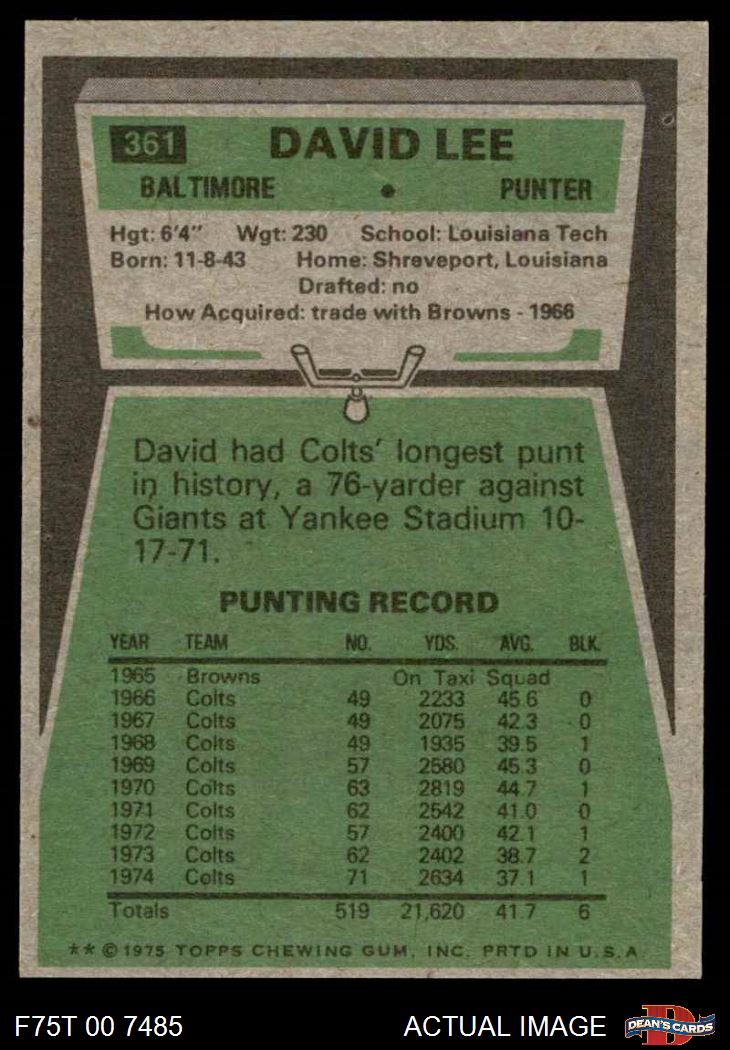 361 DAVID LEE
BALTIMORE • PUNTER
Hgt: 6'4" Wgt: 230 School: Louisiana Tech
Born: 11-8-43 Home: Shreveport, Louisiana
Drafted: no
How Acquired: trade with Browns - 1966
David had Colts' longest punt
in history, a 76-yarder against
Giants at Yankee Stadium 10-
17-71.
PUNTING RECORD
YEAR TEAM NO. YDS. AVG. BLK.
1965 Browns On Taxi Squad
1966 Colts 49 2233 45.6 0
1967 Colts 49 2075 42.3 0
1968 Colts 49 1935 39.5 1
1969 Colts 57 2580 45.3 0
1970 Colts 63 2819 44.7 1
1971 Colts 62 2542 41.0 0
1972 Colts 57 2400 42.1 1
1973 Colts 62 2402 38.7 2
1974 Colts 71 2634 37.1 1
Totals 519 21,620 41.7 6
** © 1975 TOPPS CHEWING GUM, INC. PRTD IN U.S.A.
F75T 00 7485 ACTUAL IMAGE D DEAN'S CARDS